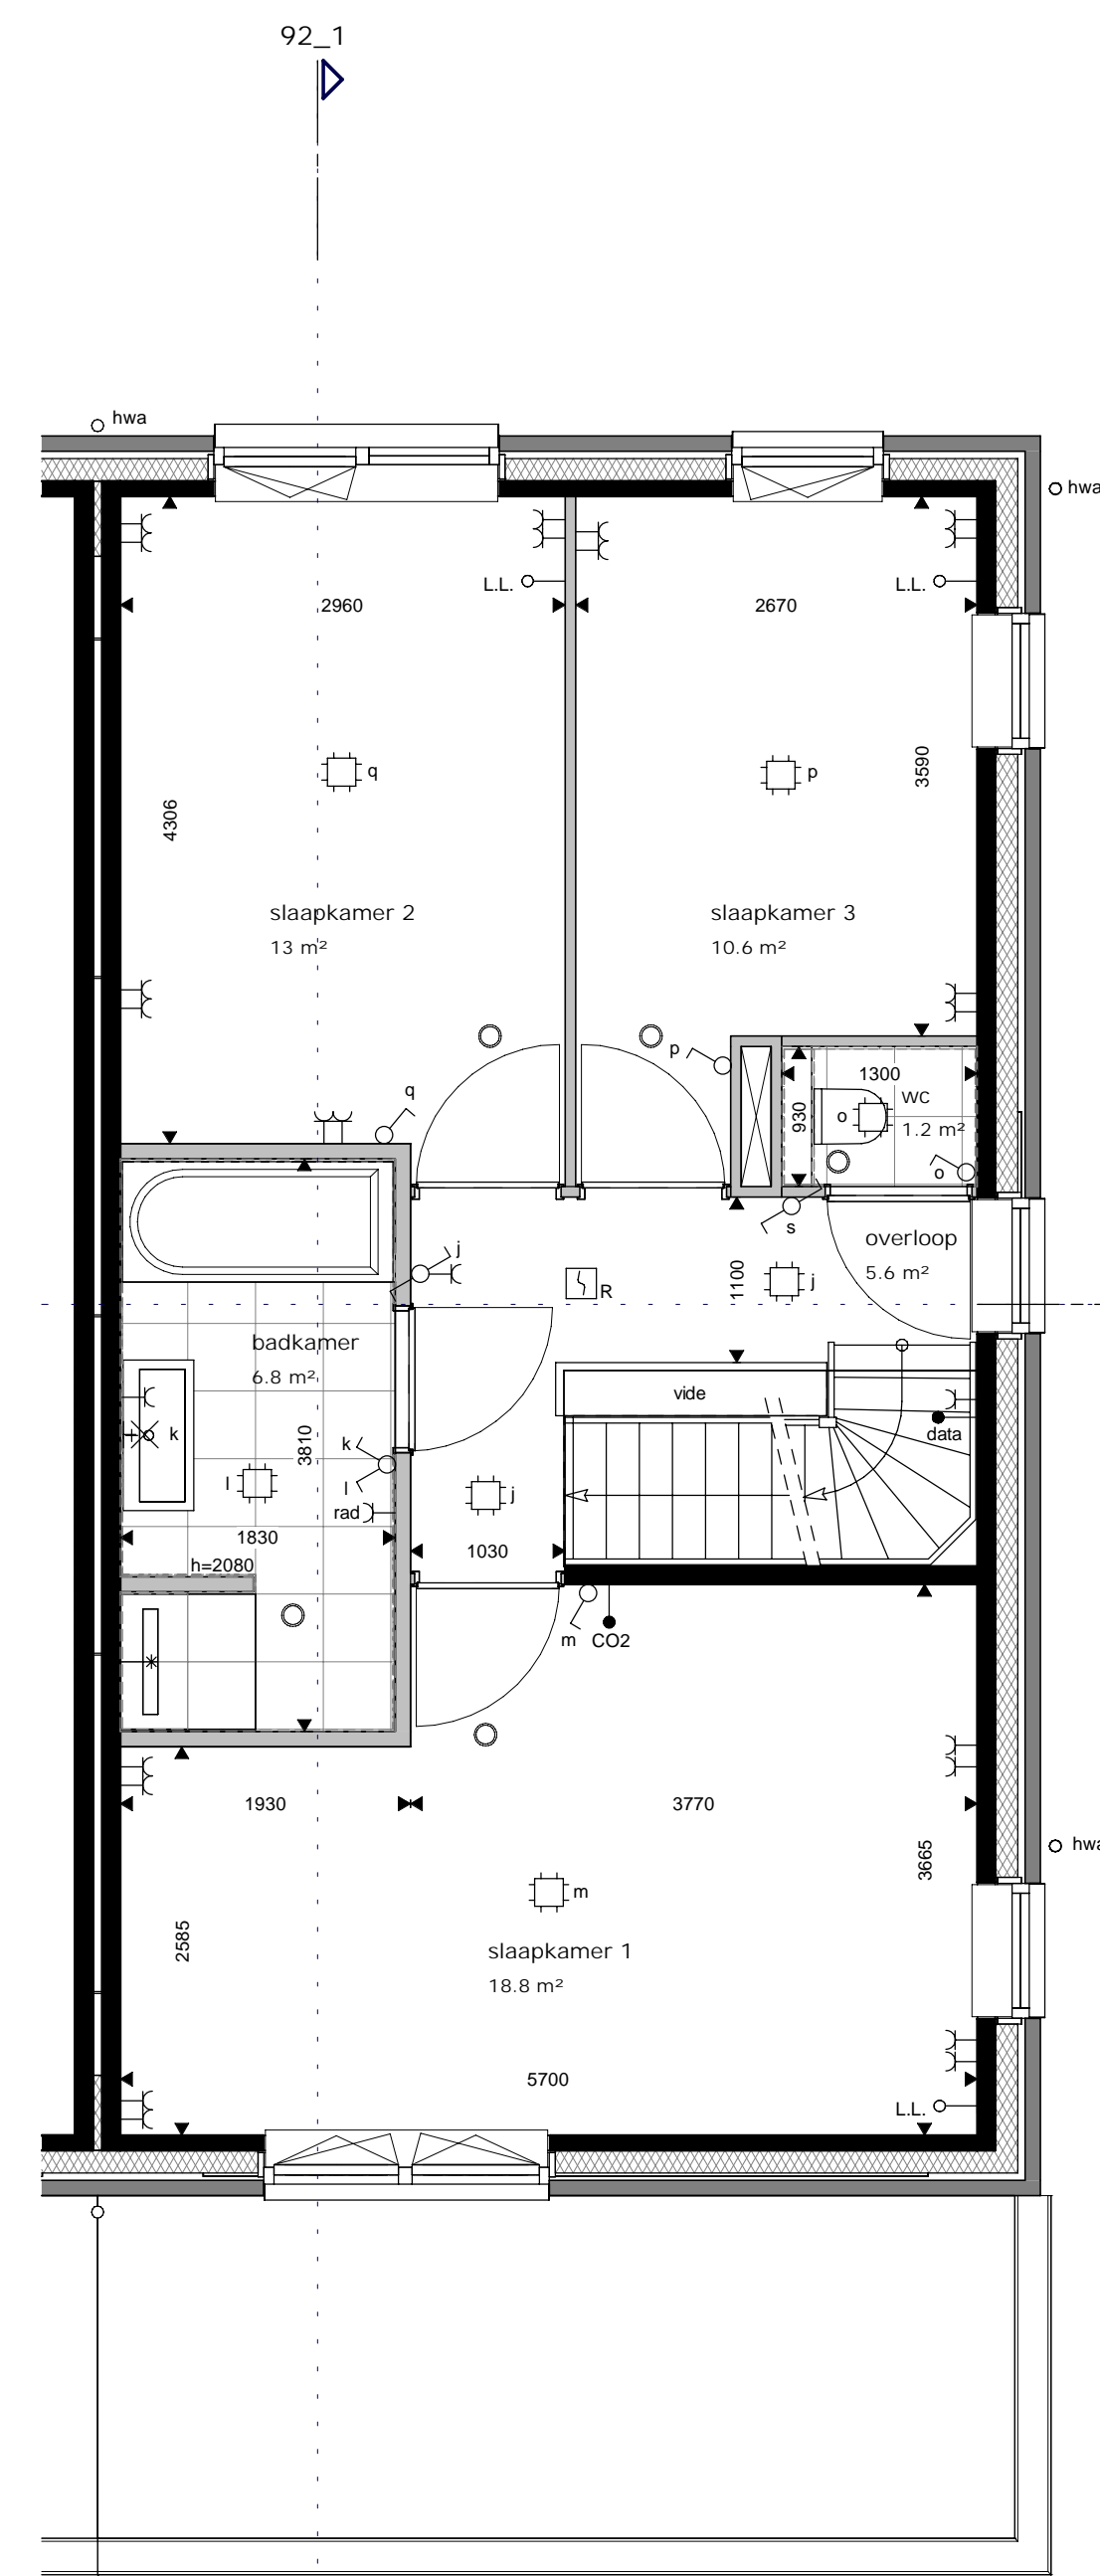 92_1
hwa
hwa
L.L.
L.L.
2960
2670
q
p
3590
4306
slaapkamer 2
13 m²
slaapkamer 3
10.6 m²
p
q
1300
wc
930
o
1.2 m²
o
s
overloop
5.6 m²
j
1100
j
R
badkamer
6.8 m²
vide
k
k
data
3810
l
l
j
rad
1830
1030
h=2080
m
CO2
1930
3770
3665
hwa
m
2585
slaapkamer 1
18.8 m²
5700
L.L.